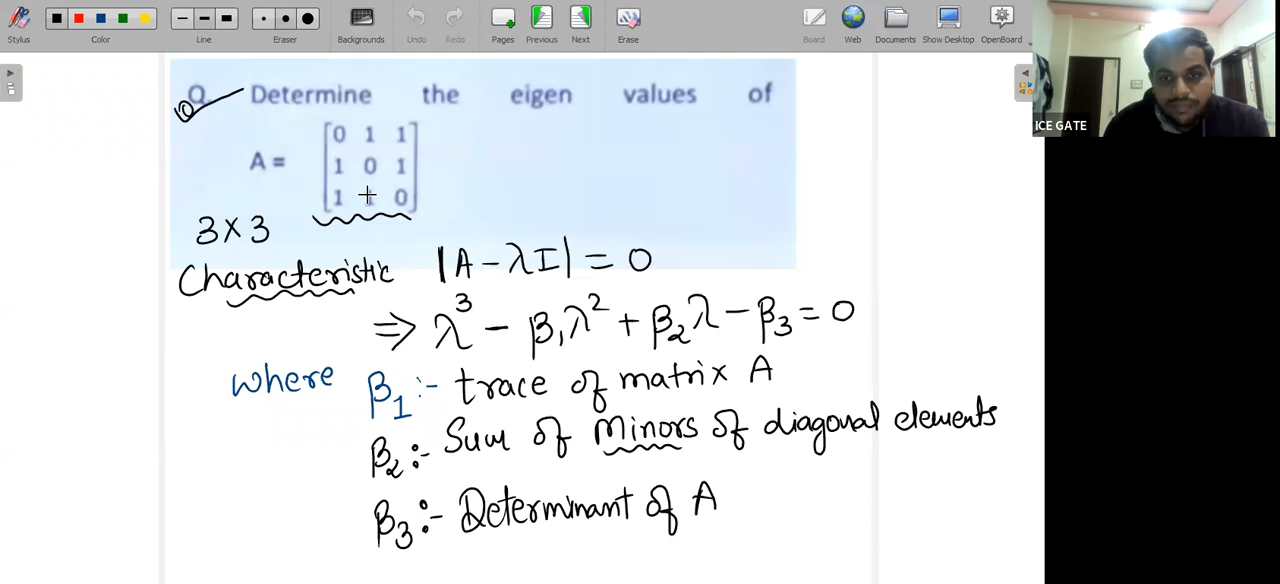 Stylus
Color
Line
Eraser
Backgrounds
Undo
Redo
Pages
Previous
Next
Erase
Board
Web
Documents
Show Desktop
OpenBoard
ICE GATE
Q Determine the eigen values of
A = [0 1 1
1 0 1
1 1 0]
3 × 3
Characteristic |A - λI| = 0
⇒ λ³ - β₁λ² + β₂λ - β₃ = 0
where β₁ :- trace of matrix A
β₂ :- Sum of Minors of diagonal elements
β₃ :- Determinant of A